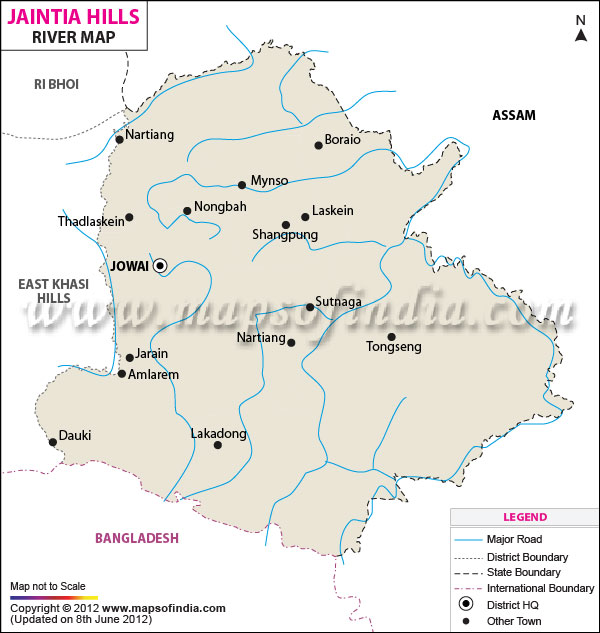 JAINTIA HILLS
RIVER MAP
N
RI BHOI
ASSAM
Nartiang
Boraio
Mynso
Nongbah
Laskein
Thadlaskein
Shangpung
JOWAI
EAST KHASI
HILLS
www.mapsofindia.com
Sutnaga
Nartiang
Tongseng
Jarain
Amlarem
Dauki
Lakadong
BANGLADESH
LEGEND
Major Road
District Boundary
State Boundary
International Boundary
District HQ
Other Town
Map not to Scale
Copyright © 2012 www.mapsofindia.com
(Updated on 8th June 2012)